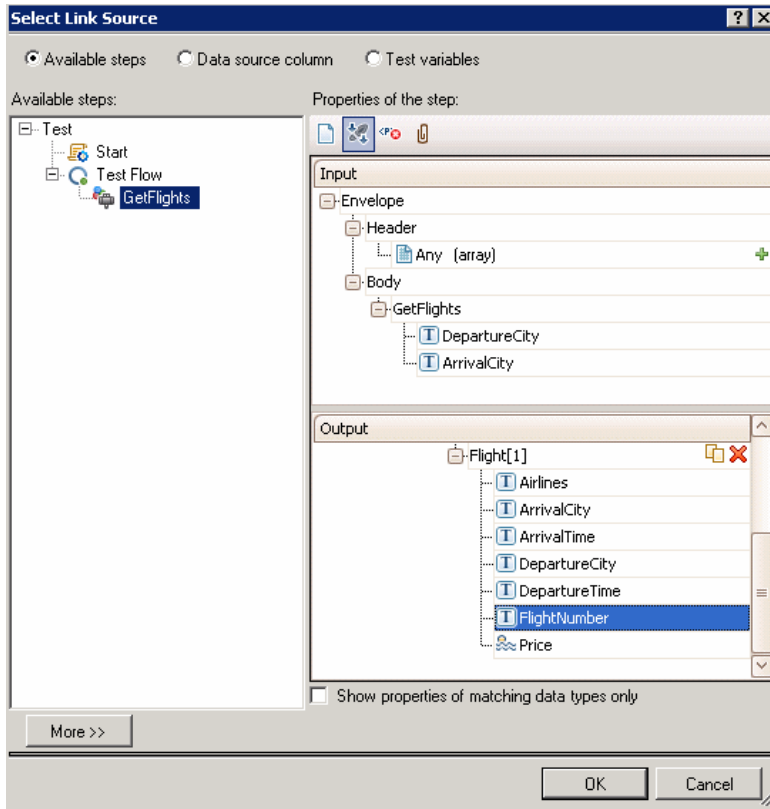 Select Link Source
Available steps Data source column Test variables
Available steps:
Test
Start
Test Flow
GetFlights
More >>
Properties of the step:
<P>
Input
Envelope
Header
Any (array)
Body
GetFlights
T DepartureCity
T ArrivalCity
Output
Flight[1]
T Airlines
T ArrivalCity
T ArrivalTime
T DepartureCity
T DepartureTime
T FlightNumber
Price
Show properties of matching data types only
OK Cancel